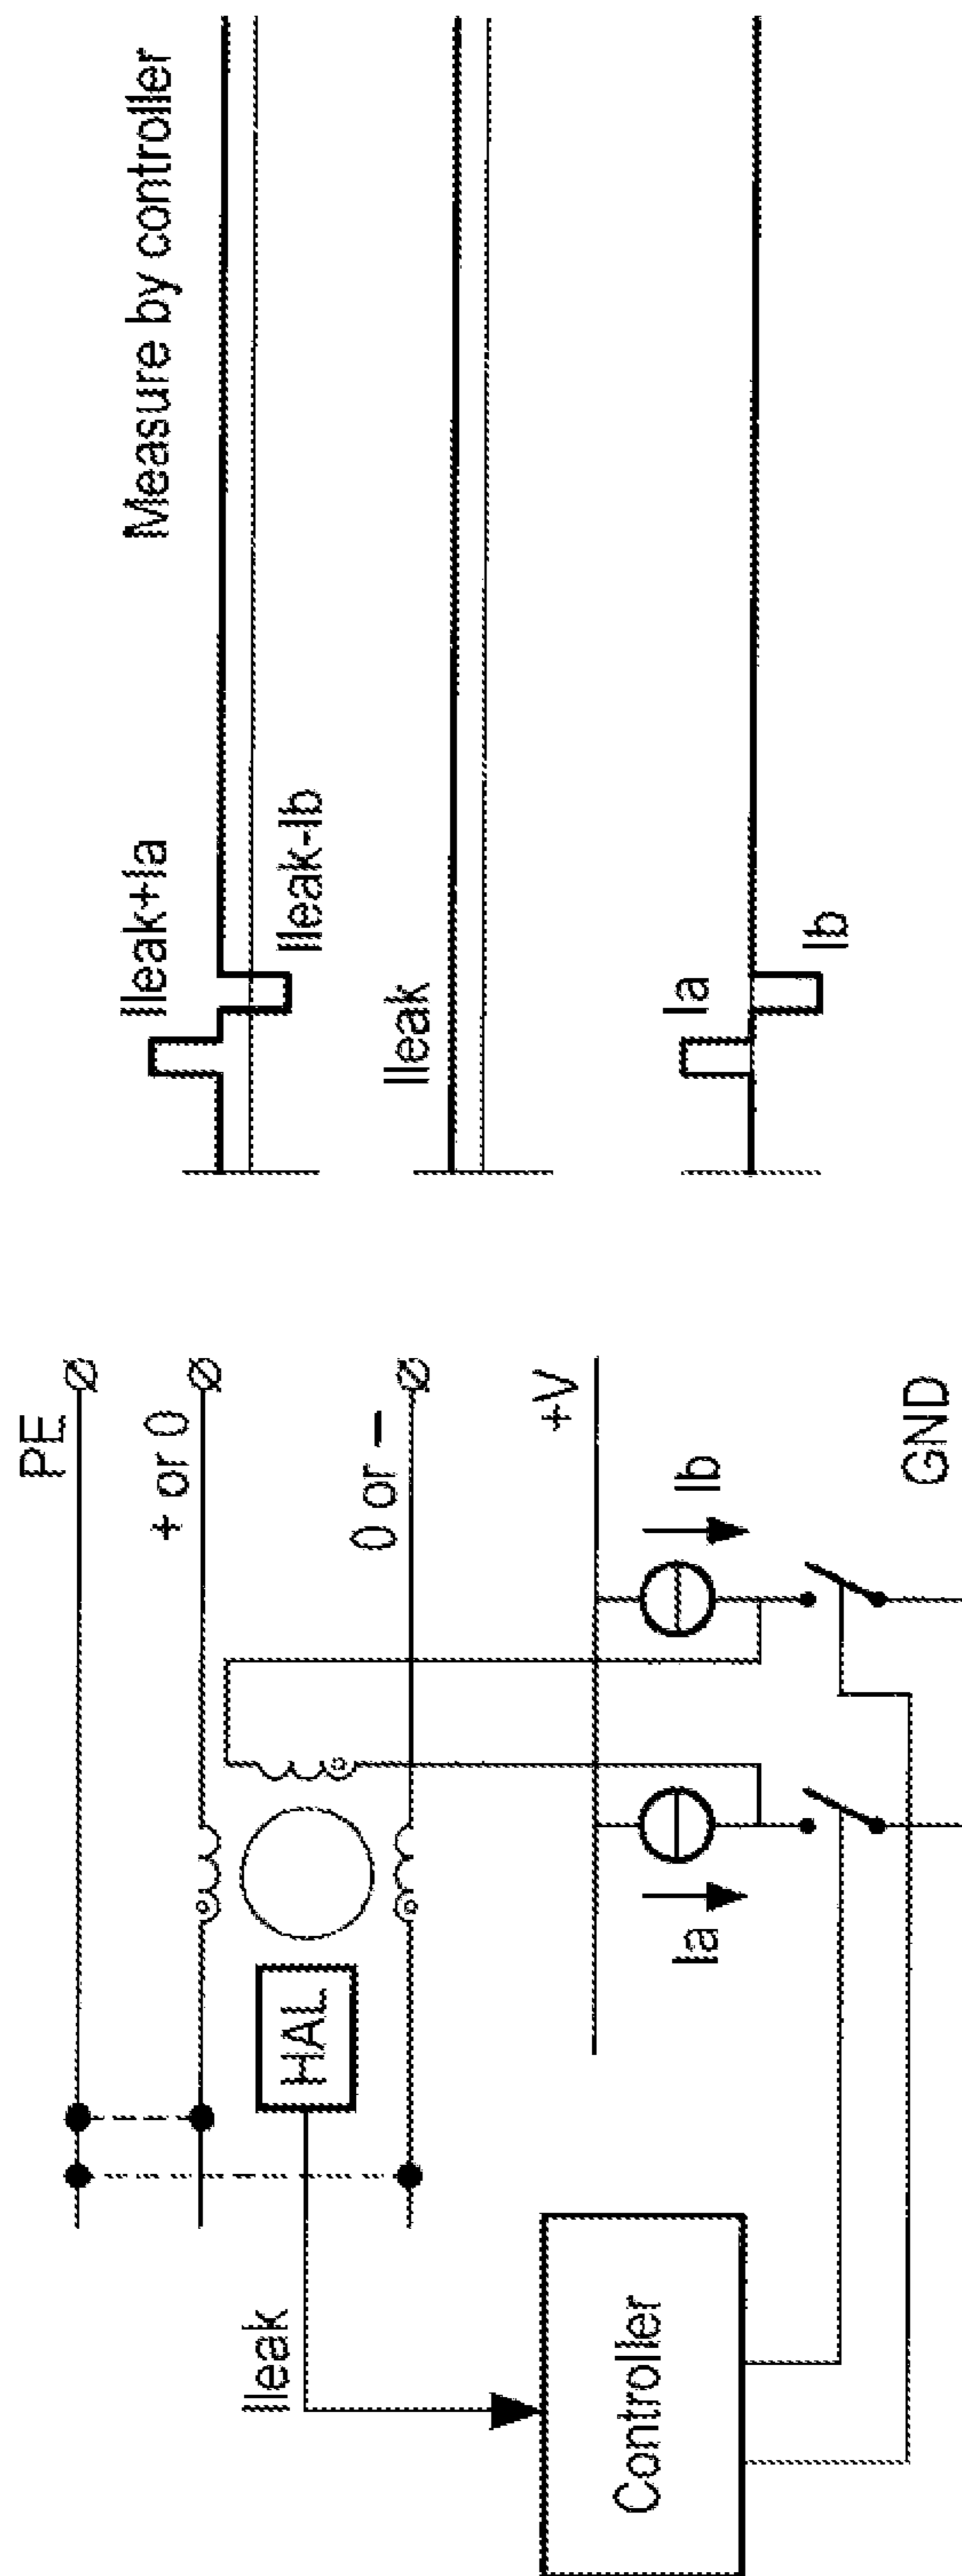 PE
+ or 0
0 or –
HAL
Ileak
Controller
+V
Ia
Ib
GND
Measure by controller
Ileak+Ia
Ileak-Ib
Ileak
Ia
Ib